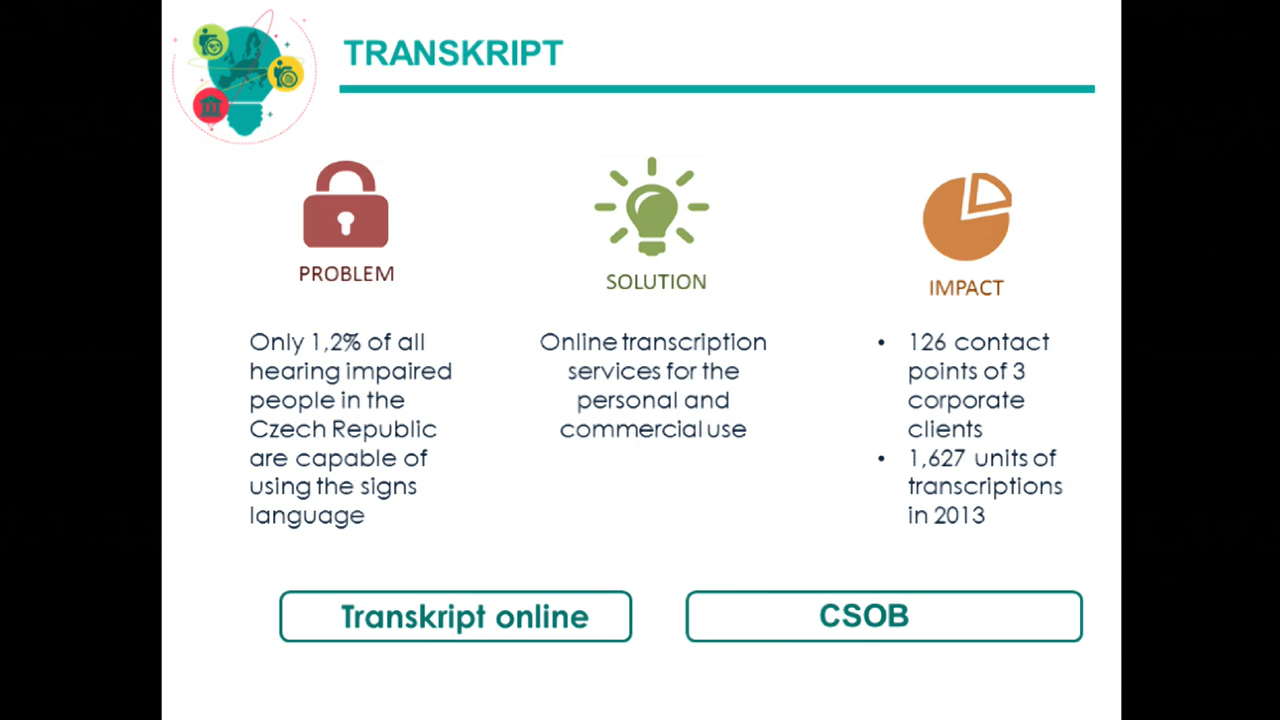 TRANSKRIPT
PROBLEM
Only 1,2% of all
hearing impaired
people in the
Czech Republic
are capable of
using the signs
language
SOLUTION
Online transcription
services for the
personal and
commercial use
IMPACT
• 126 contact
points of 3
corporate
clients
• 1,627 units of
transcriptions
in 2013
Transkript online
CSOB